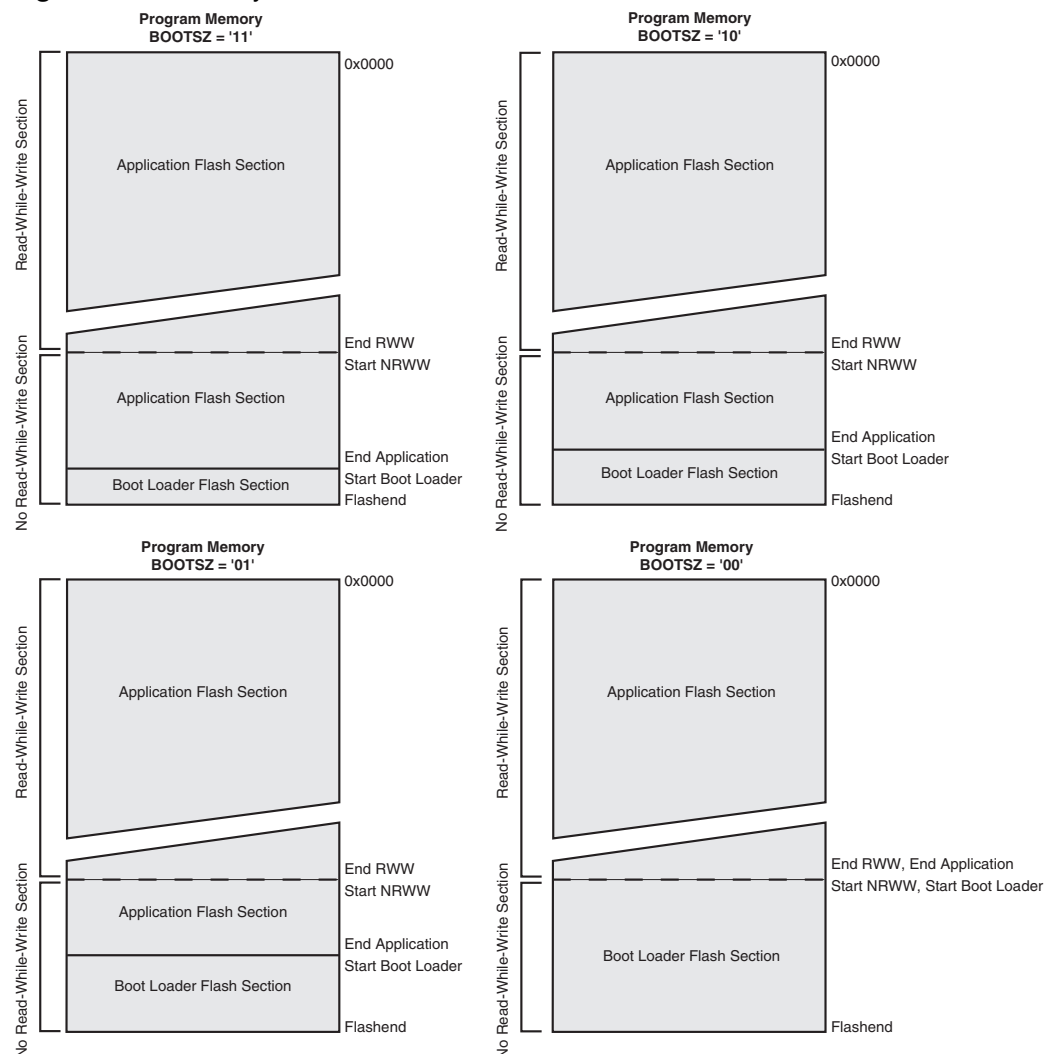 Program Memory
BOOTSZ = '11'
0x0000
Read-While-Write Section
Application Flash Section
End RWW
Start NRWW
No Read-While-Write Section
Application Flash Section
End Application
Start Boot Loader
Boot Loader Flash Section
Flashend
Program Memory
BOOTSZ = '10'
0x0000
Read-While-Write Section
Application Flash Section
End RWW
Start NRWW
No Read-While-Write Section
Application Flash Section
End Application
Start Boot Loader
Boot Loader Flash Section
Flashend
Program Memory
BOOTSZ = '01'
0x0000
Read-While-Write Section
Application Flash Section
End RWW
Start NRWW
No Read-While-Write Section
Application Flash Section
End Application
Start Boot Loader
Boot Loader Flash Section
Flashend
Program Memory
BOOTSZ = '00'
0x0000
Read-While-Write Section
Application Flash Section
End RWW, End Application
Start NRWW, Start Boot Loader
No Read-While-Write Section
Boot Loader Flash Section
Flashend